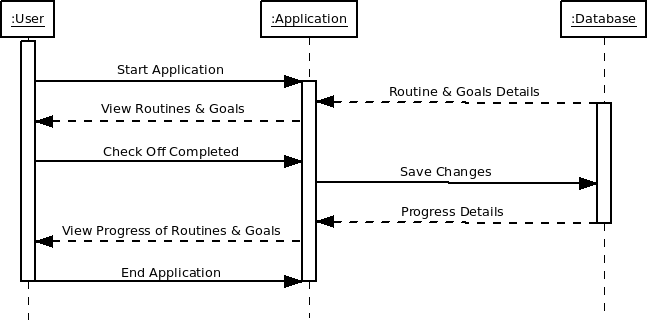 :User
:Application
:Database
Start Application
Routine & Goals Details
View Routines & Goals
Check Off Completed
Save Changes
Progress Details
View Progress of Routines & Goals
End Application